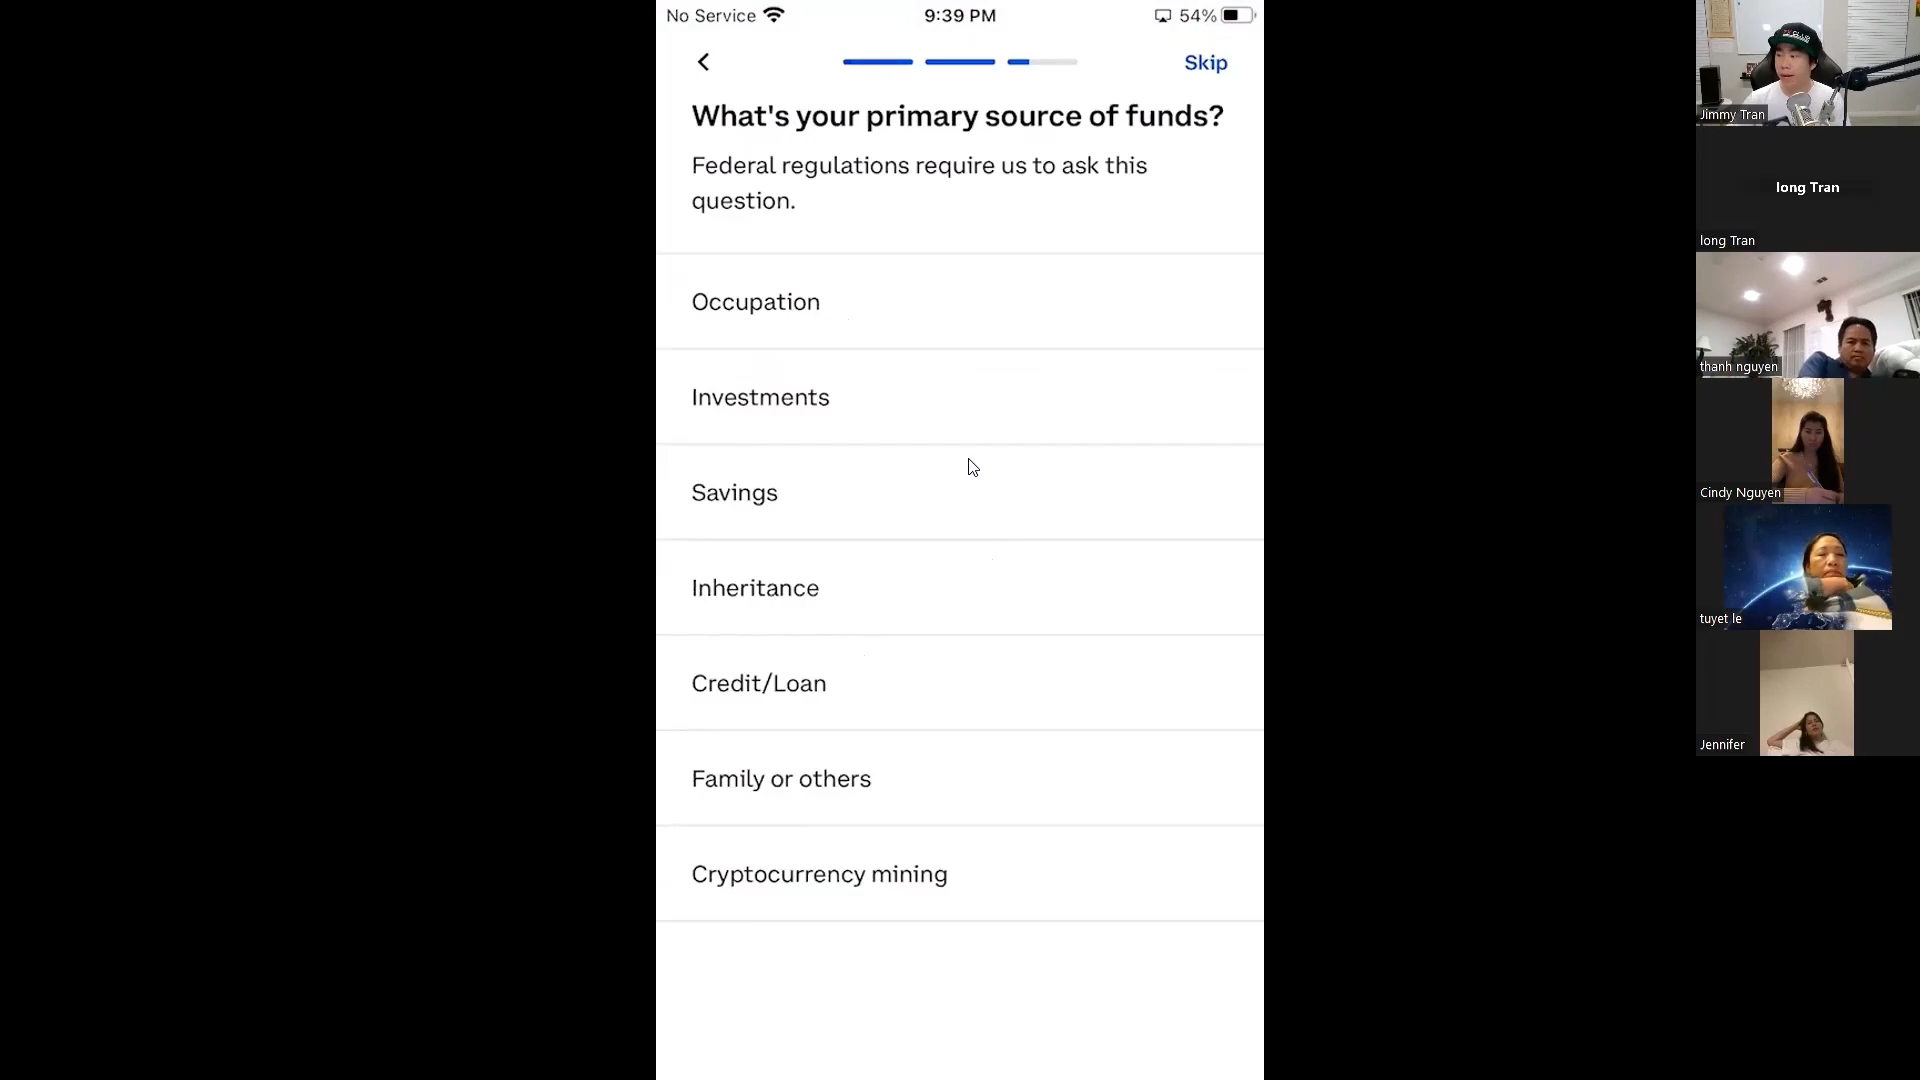 No Service
9:39 PM
54%
Skip
What's your primary source of funds?
Federal regulations require us to ask this
question.
Occupation
Investments
Savings
Inheritance
Credit/Loan
Family or others
Cryptocurrency mining
Jimmy Tran
long Tran
long Tran
thanh nguyen
Cindy Nguyen
tuyet le
Jennifer